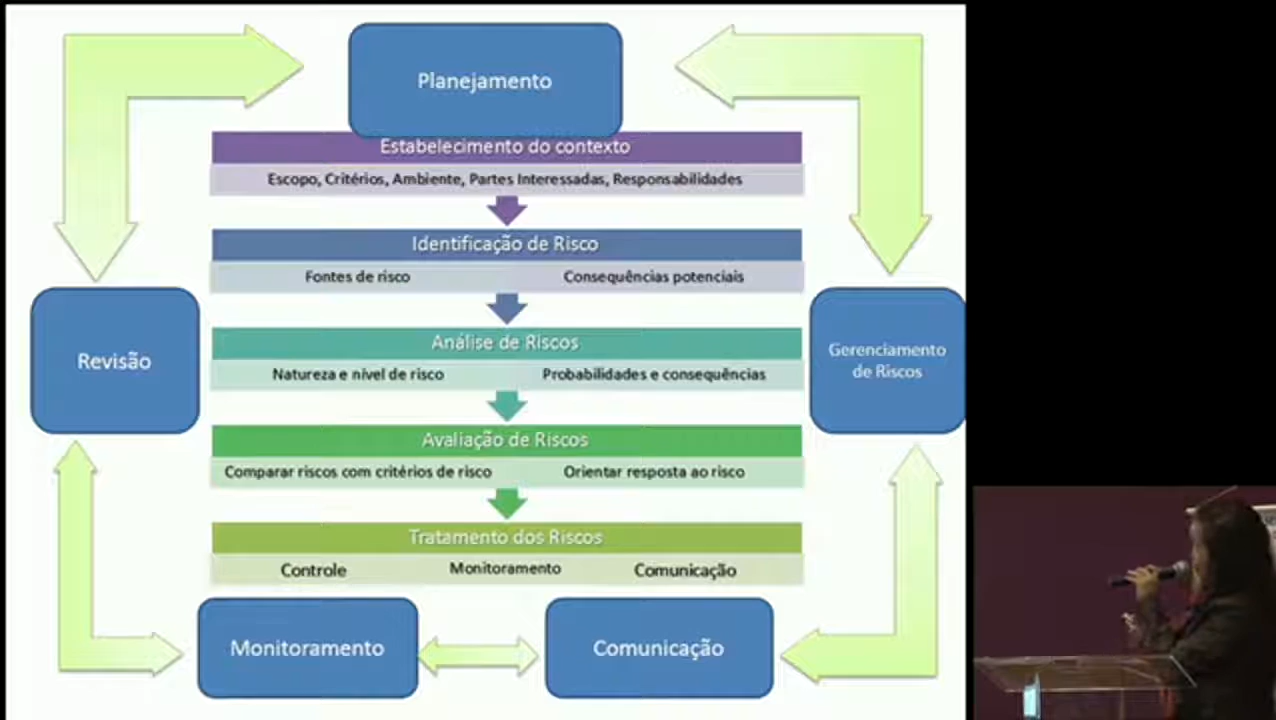 Planejamento
Estabelecimento do contexto
Escopo, Critérios, Ambiente, Partes Interessadas, Responsabilidades
Identificação de Risco
Fontes de risco Consequências potenciais
Análise de Riscos
Revisão
Gerenciamento
de Riscos
Natureza e nível de risco Probabilidades e consequências
Avaliação de Riscos
Comparar riscos com critérios de risco Orientar resposta ao risco
Tratamento dos Riscos
Controle Monitoramento Comunicação
Monitoramento
Comunicação